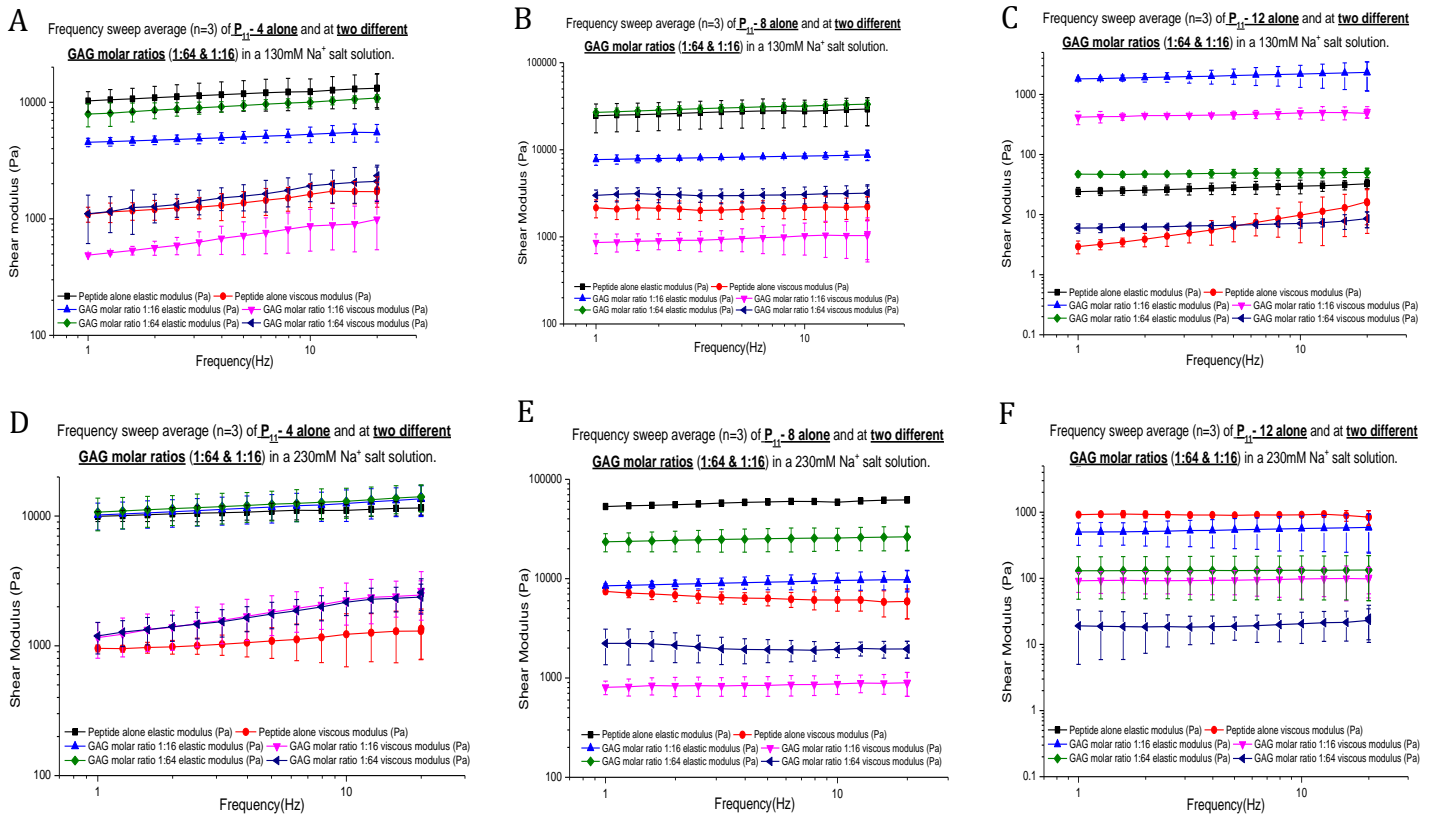 A
Frequency sweep average (n=3) of P11- 4 alone and at two different
GAG molar ratios (1:64 & 1:16) in a 130mM Na+ salt solution.
10000
1000
100
Shear Modulus (Pa)
Peptide alone elastic modulus (Pa) Peptide alone viscous modulus (Pa)
GAG molar ratio 1:16 elastic modulus (Pa) GAG molar ratio 1:16 viscous modulus (Pa)
GAG molar ratio 1:64 elastic modulus (Pa) GAG molar ratio 1:64 viscous modulus (Pa)
1 10
Frequency(Hz)
B
Frequency sweep average (n=3) of P11- 8 alone and at two different
GAG molar ratios (1:64 & 1:16) in a 130mM Na+ salt solution.
100000
10000
1000
100
Shear Modulus (Pa)
Peptide alone elastic modulus (Pa) Peptide alone viscous modulus (Pa)
GAG molar ratio 1:16 elastic modulus (Pa) GAG molar ratio 1:16 viscous modulus (Pa)
GAG molar ratio 1:64 elastic modulus (Pa) GAG molar ratio 1:64 viscous modulus (Pa)
1 10
Frequency(Hz)
C
Frequency sweep average (n=3) of P11- 12 alone and at two different
GAG molar ratios (1:64 & 1:16) in a 130mM Na+ salt solution.
1000
100
10
1
0.1
Shear Modulus (Pa)
Peptide alone elastic modulus (Pa) Peptide alone viscous modulus (Pa)
GAG molar ratio 1:16 elastic modulus (Pa) GAG molar ratio 1:16 viscous modulus (Pa)
GAG molar ratio 1:64 elastic modulus (Pa) GAG molar ratio 1:64 viscous modulus (Pa)
1 10
Frequency(Hz)
D
Frequency sweep average (n=3) of P11- 4 alone and at two different
GAG molar ratios (1:64 & 1:16) in a 230mM Na+ salt solution.
10000
1000
100
Shear Modulus (Pa)
Peptide alone elastic modulus (Pa) Peptide alone viscous modulus (Pa)
GAG molar ratio 1:16 elastic modulus (Pa) GAG molar ratio 1:16 viscous modulus (Pa)
GAG molar ratio 1:64 elastic modulus (Pa) GAG molar ratio 1:64 viscous modulus (Pa)
1 10
Frequency(Hz)
E
Frequency sweep average (n=3) of P11- 8 alone and at two different
GAG molar ratios (1:64 & 1:16) in a 230mM Na+ salt solution.
100000
10000
1000
100
Shear Modulus (Pa)
Peptide alone elastic modulus (Pa) Peptide alone viscous modulus (Pa)
GAG molar ratio 1:16 elastic modulus (Pa) GAG molar ratio 1:16 viscous modulus (Pa)
GAG molar ratio 1:64 elastic modulus (Pa) GAG molar ratio 1:64 viscous modulus (Pa)
1 10
Frequency(Hz)
F
Frequency sweep average (n=3) of P11- 12 alone and at two different
GAG molar ratios (1:64 & 1:16) in a 230mM Na+ salt solution.
1000
100
10
1
0.1
Shear Modulus (Pa)
Peptide alone elastic modulus (Pa) Peptide alone viscous modulus (Pa)
GAG molar ratio 1:16 elastic modulus (Pa) GAG molar ratio 1:16 viscous modulus (Pa)
GAG molar ratio 1:64 elastic modulus (Pa) GAG molar ratio 1:64 viscous modulus (Pa)
1 10
Frequency(Hz)